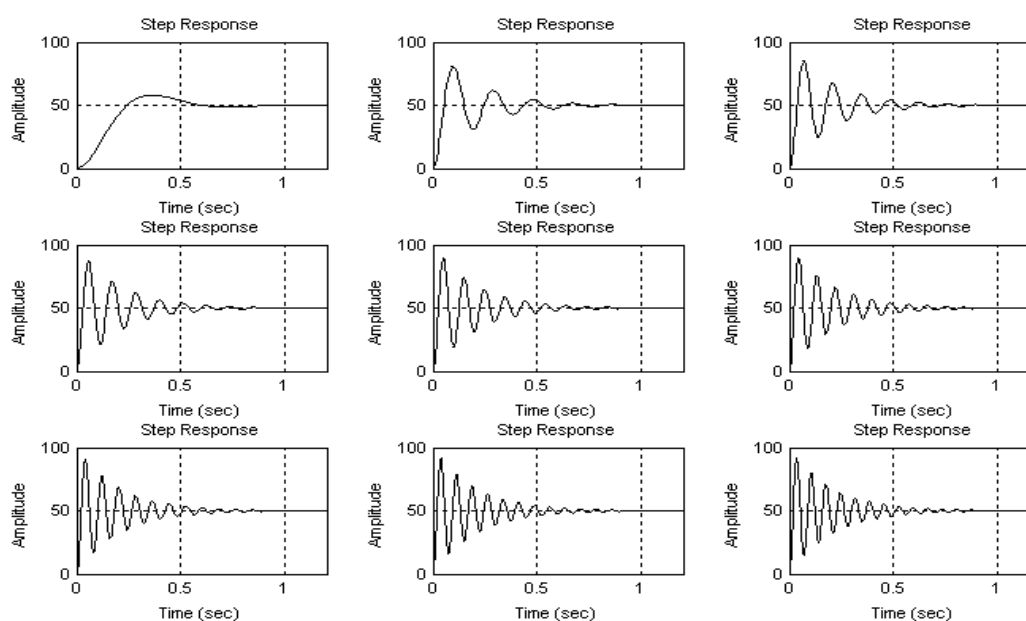 Step Response Step Response Step Response
100 100 100
Amplitude Amplitude Amplitude
50 50 50
0 0 0
0 0.5 1 0 0.5 1 0 0.5 1
Time (sec) Time (sec) Time (sec)
Step Response Step Response Step Response
100 100 100
Amplitude Amplitude Amplitude
50 50 50
0 0 0
0 0.5 1 0 0.5 1 0 0.5 1
Time (sec) Time (sec) Time (sec)
Step Response Step Response Step Response
100 100 100
Amplitude Amplitude Amplitude
50 50 50
0 0 0
0 0.5 1 0 0.5 1 0 0.5 1
Time (sec) Time (sec) Time (sec)